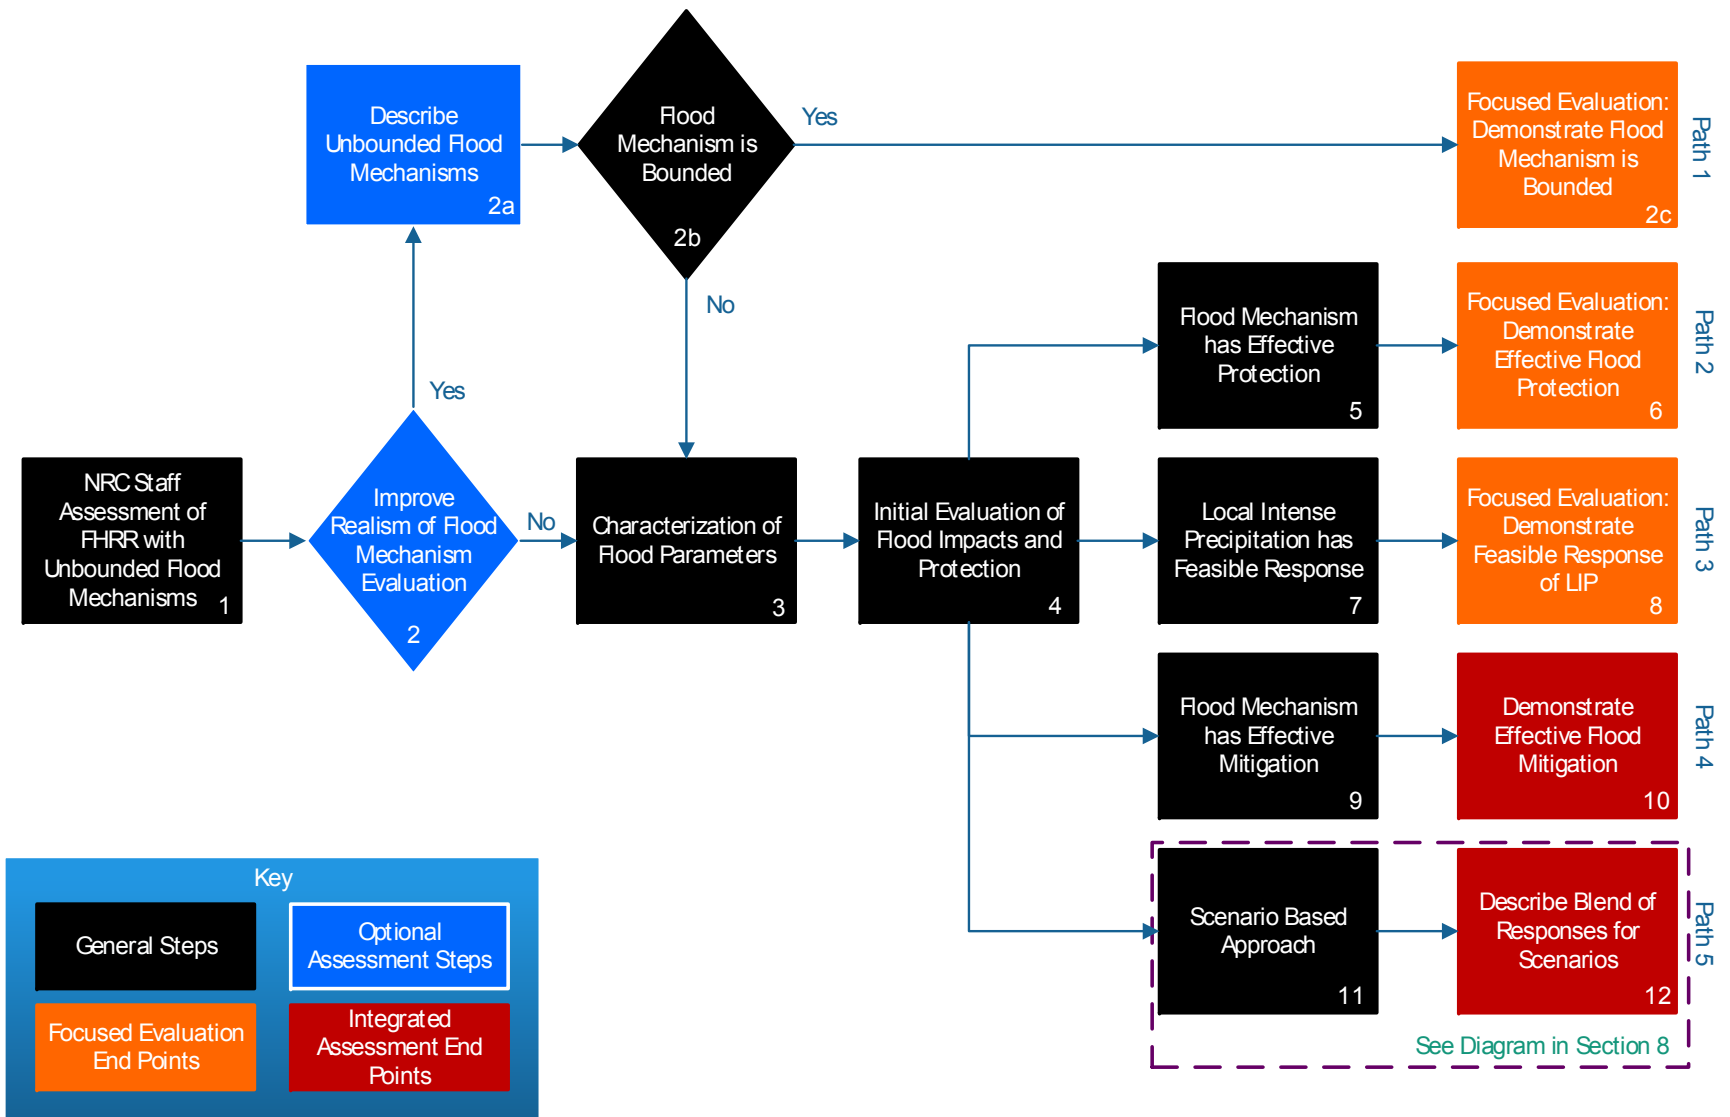 Describe
Unbounded Flood
Mechanisms
2a
Flood
Mechanism is
Bounded
2b
Yes
No
Focused Evaluation:
Demonstrate Flood
Mechanism is
Bounded
2c
Path 1
Flood Mechanism
has Effective
Protection
5
Focused Evaluation:
Demonstrate
Effective Flood
Protection
6
Path 2
Yes
NRC Staff
Assessment of
FHRR with
Unbounded Flood
Mechanisms
1
Improve
Realism of Flood
Mechanism
Evaluation
2
No
Characterization of
Flood Parameters
3
Initial Evaluation of
Flood Impacts and
Protection
4
Local Intense
Precipitation has
Feasible Response
7
Focused Evaluation:
Demonstrate
Feasible Response
of LIP
8
Path 3
Flood Mechanism
has Effective
Mitigation
9
Demonstrate
Effective Flood
Mitigation
10
Path 4
Scenario Based
Approach
11
Describe Blend of
Responses for
Scenarios
12
Path 5
See Diagram in Section 8
Key
General Steps
Optional
Assessment Steps
Focused Evaluation
End Points
Integrated
Assessment End
Points